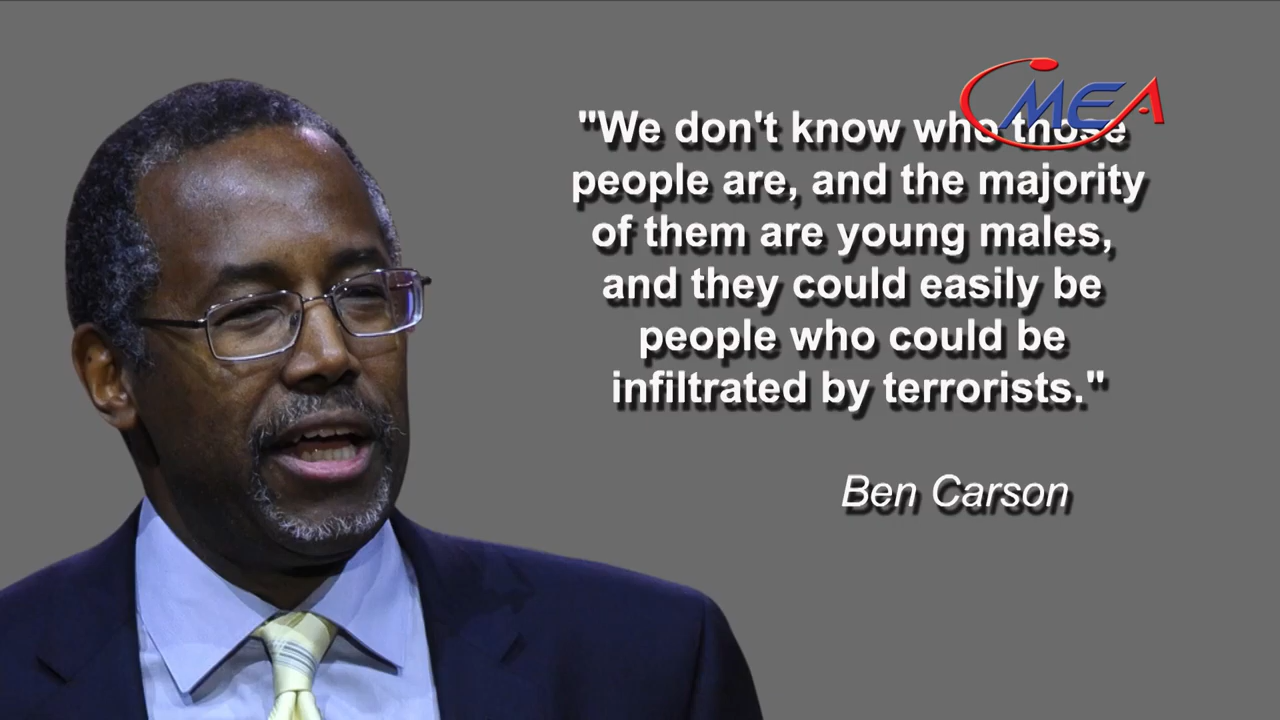 MEA
"We don't know who those
people are, and the majority
of them are young males,
and they could easily be
people who could be
infiltrated by terrorists."
Ben Carson